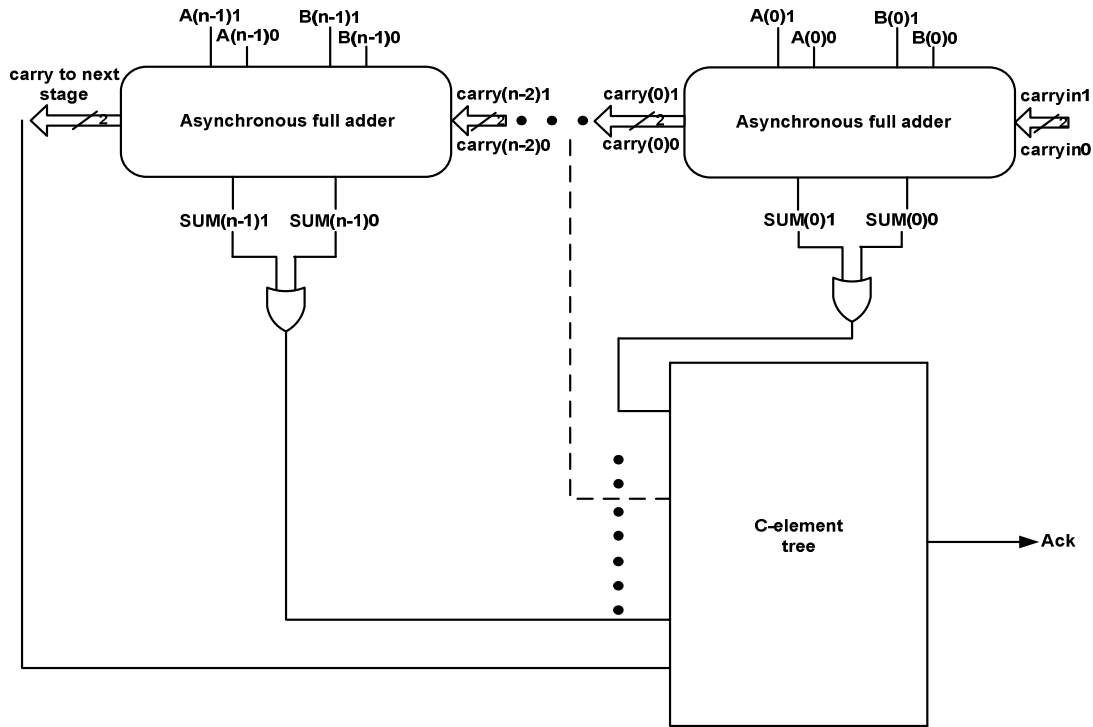 A(n-1)1
A(n-1)0
B(n-1)1
B(n-1)0
A(0)1
A(0)0
B(0)1
B(0)0
carry to next
stage
2
Asynchronous full adder
carry(n-2)1
2
carry(n-2)0
carry(0)1
2
carry(0)0
Asynchronous full adder
carryin1
2
carryin0
SUM(n-1)1
SUM(n-1)0
SUM(0)1
SUM(0)0
C-element
tree
Ack